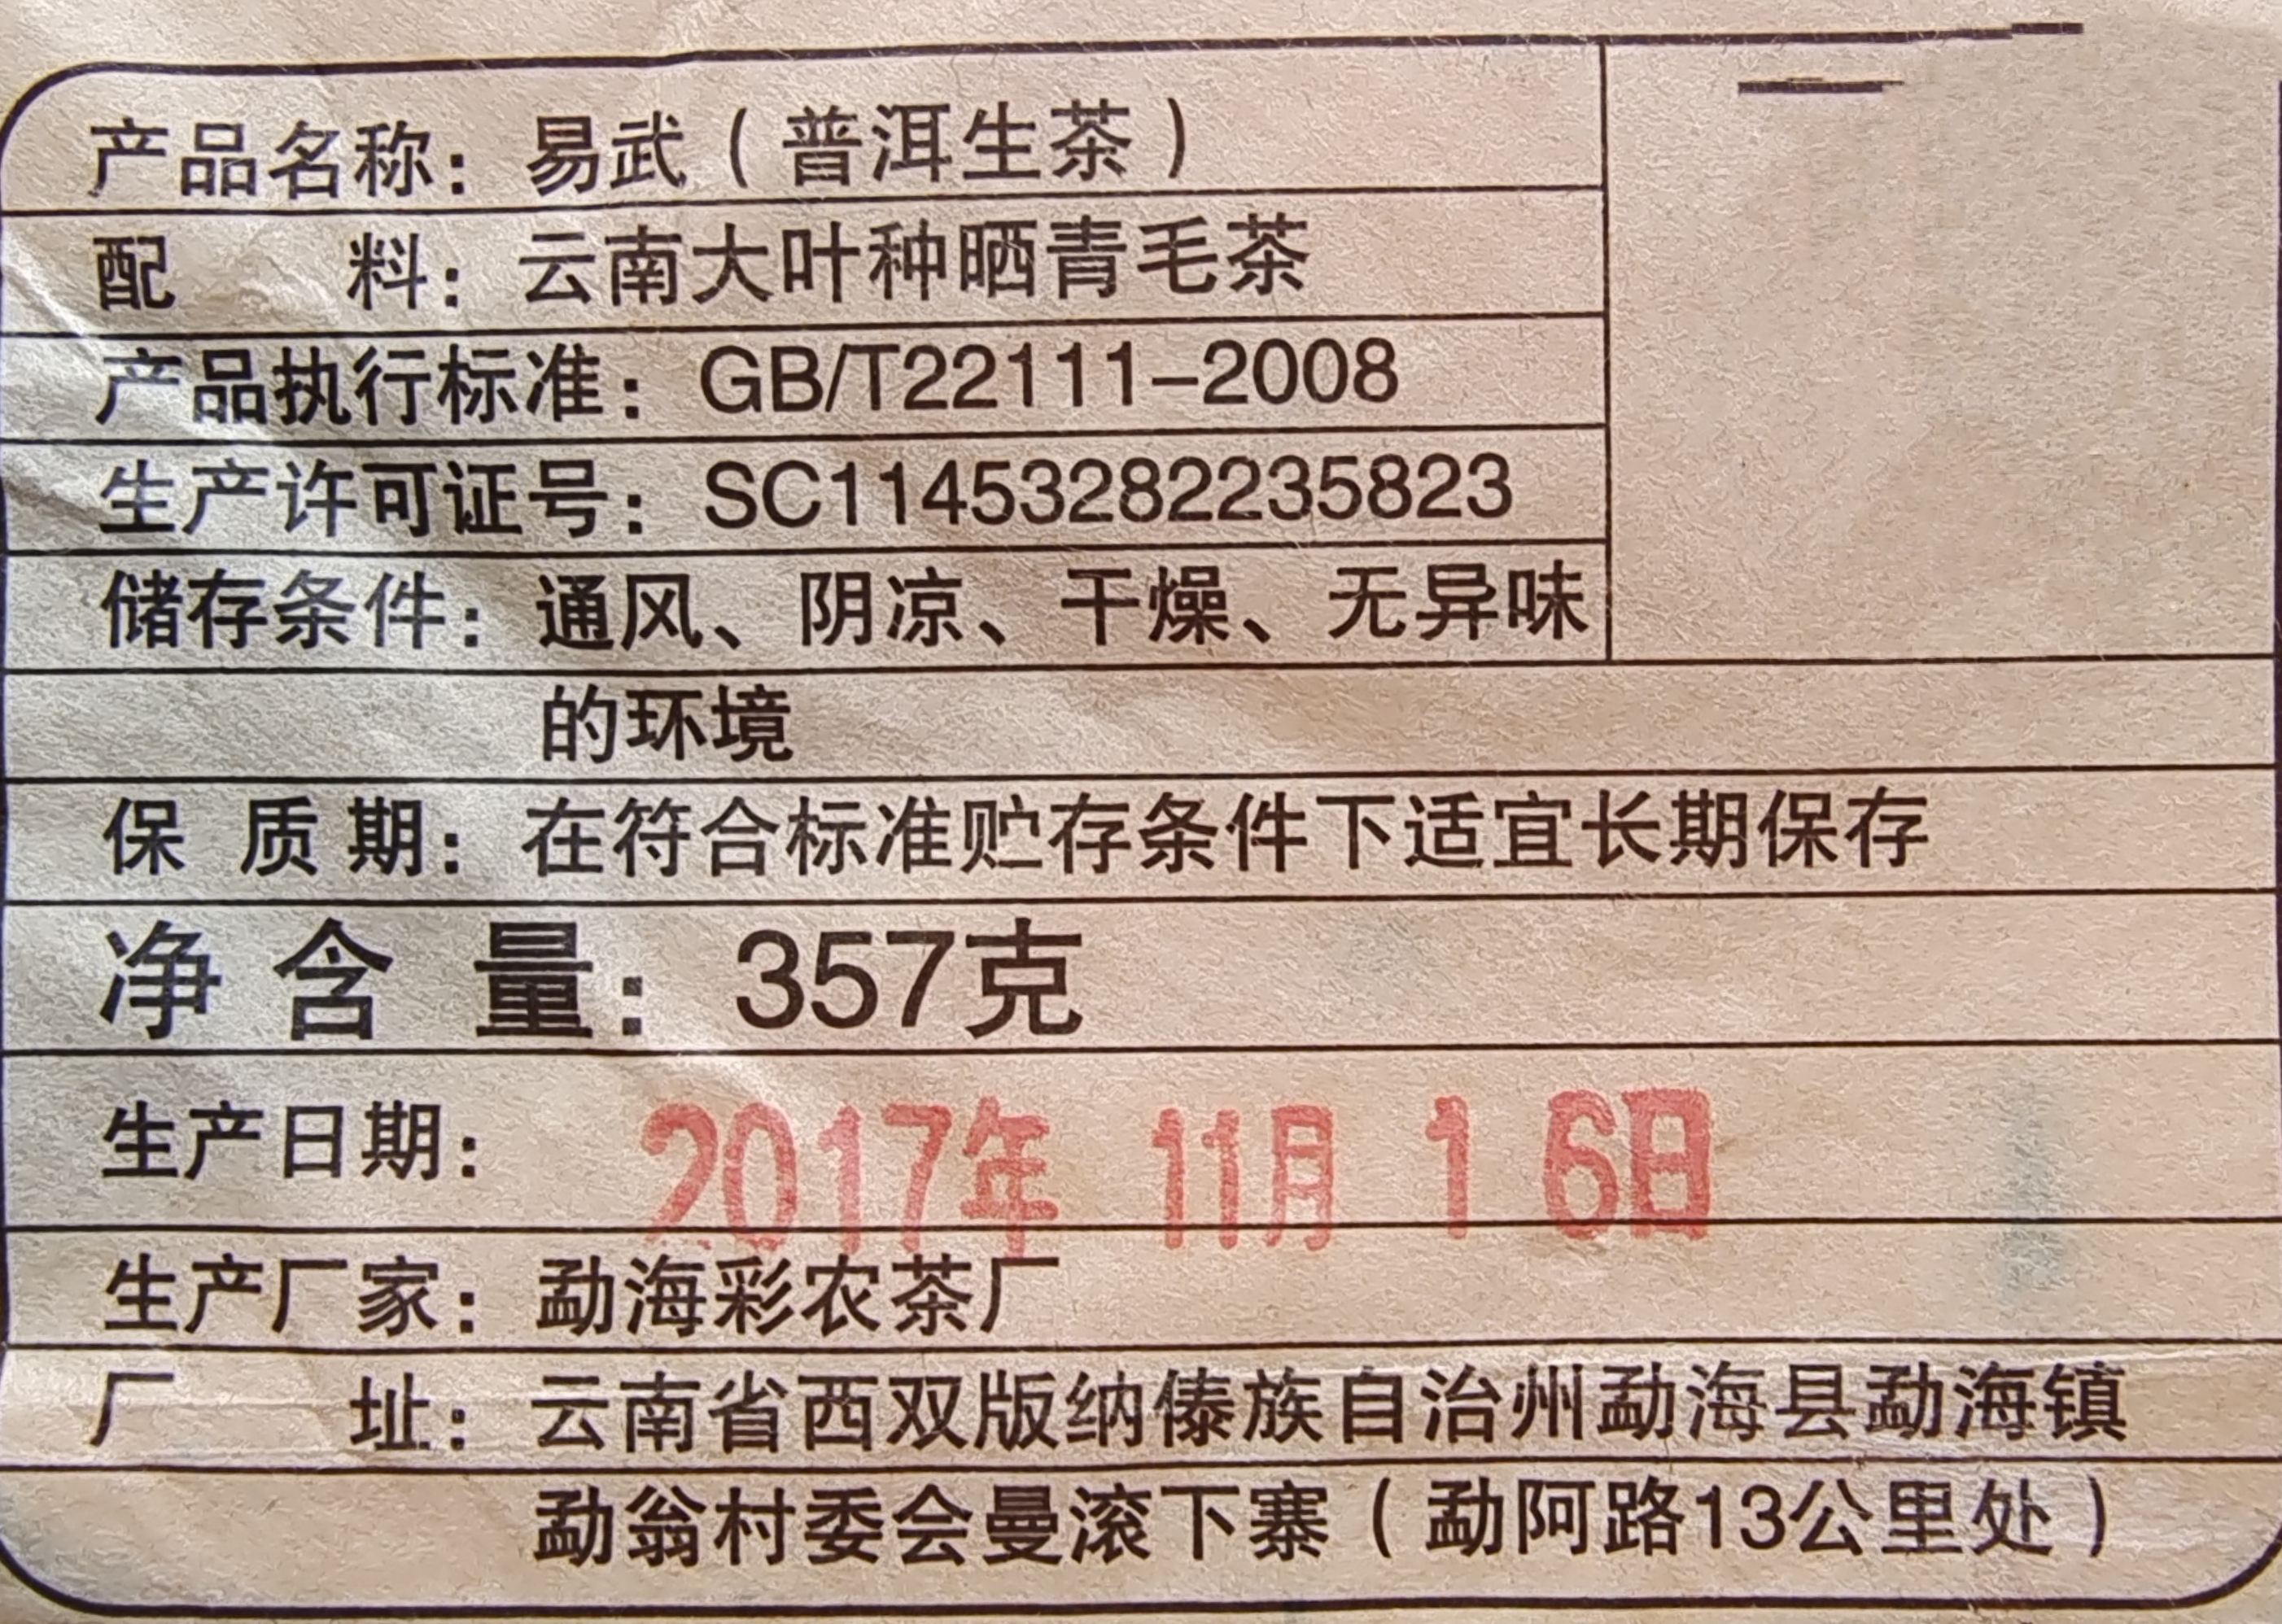 产品名称：易武（普洱生茶）
配 料：云南大叶种晒青毛茶
产品执行标准：GB/T22111-2008
生产许可证号：SC11453282235823
储存条件：通风、阴凉、干燥、无异味
的环境
保质期：在符合标准贮存条件下适宜长期保存
净含量：357克
生产日期：2017年 11月 16日
生产厂家：勐海彩农茶厂
厂 址：云南省西双版纳傣族自治州勐海县勐海镇
勐翁村委会曼滚下寨（勐阿路13公里处）